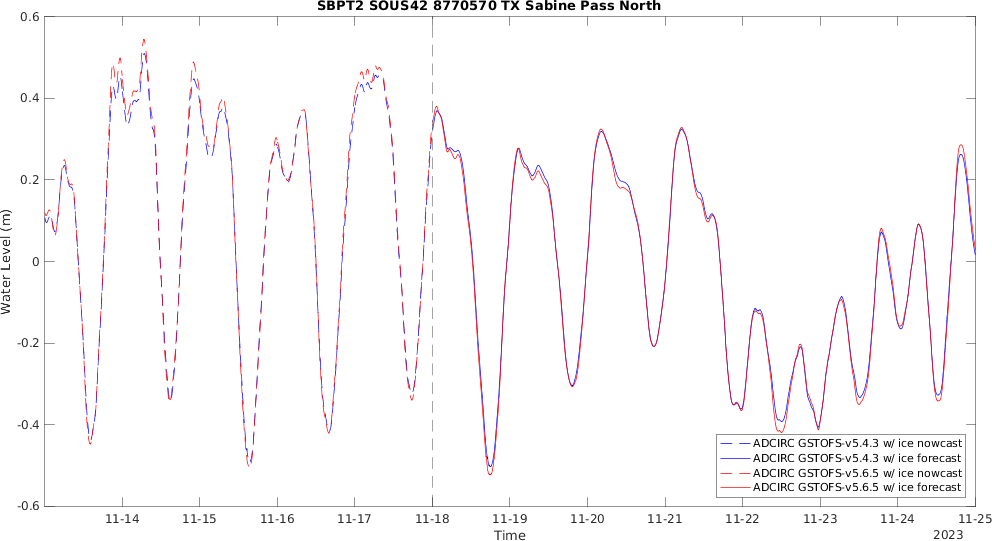 SBPT2 SOUS42 8770570 TX Sabine Pass North
0.6
0.4
0.2
0
-0.2
-0.4
-0.6
Water Level (m)
ADCIRC GSTOFS-v5.4.3 w/ ice nowcast
ADCIRC GSTOFS-v5.4.3 w/ ice forecast
ADCIRC GSTOFS-v5.6.5 w/ ice nowcast
ADCIRC GSTOFS-v5.6.5 w/ ice forecast
11-14 11-15 11-16 11-17 11-18 11-19 11-20 11-21 11-22 11-23 11-24 11-25
Time
2023